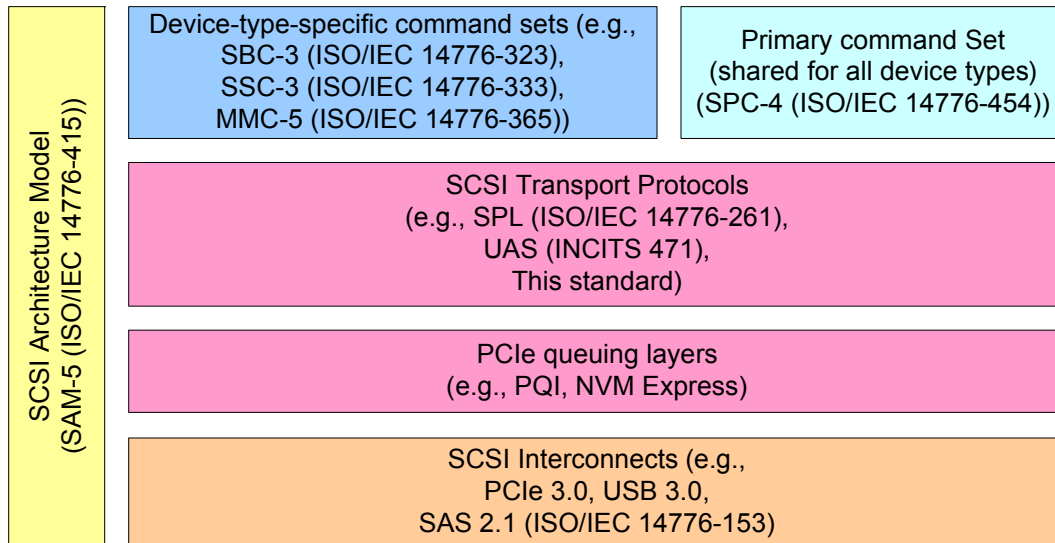 SCSI Architecture Model
(SAM-5 (ISO/IEC 14776-415))
Device-type-specific command sets (e.g.,
SBC-3 (ISO/IEC 14776-323),
SSC-3 (ISO/IEC 14776-333),
MMC-5 (ISO/IEC 14776-365))
Primary command Set
(shared for all device types)
(SPC-4 (ISO/IEC 14776-454))
SCSI Transport Protocols
(e.g., SPL (ISO/IEC 14776-261),
UAS (INCITS 471),
This standard)
PCIe queuing layers
(e.g., PQI, NVM Express)
SCSI Interconnects (e.g.,
PCIe 3.0, USB 3.0,
SAS 2.1 (ISO/IEC 14776-153)